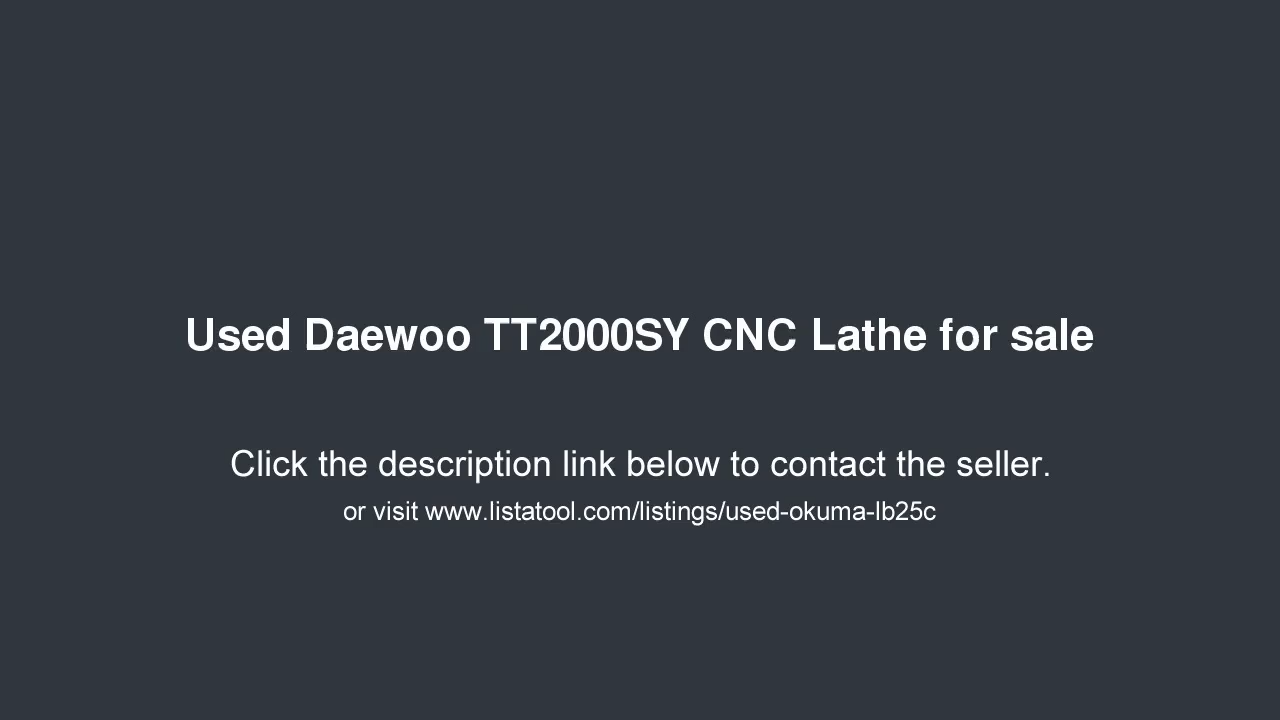 Used Daewoo TT2000SY CNC Lathe for sale
Click the description link below to contact the seller.
or visit www.listatool.com/listings/used-okuma-lb25c